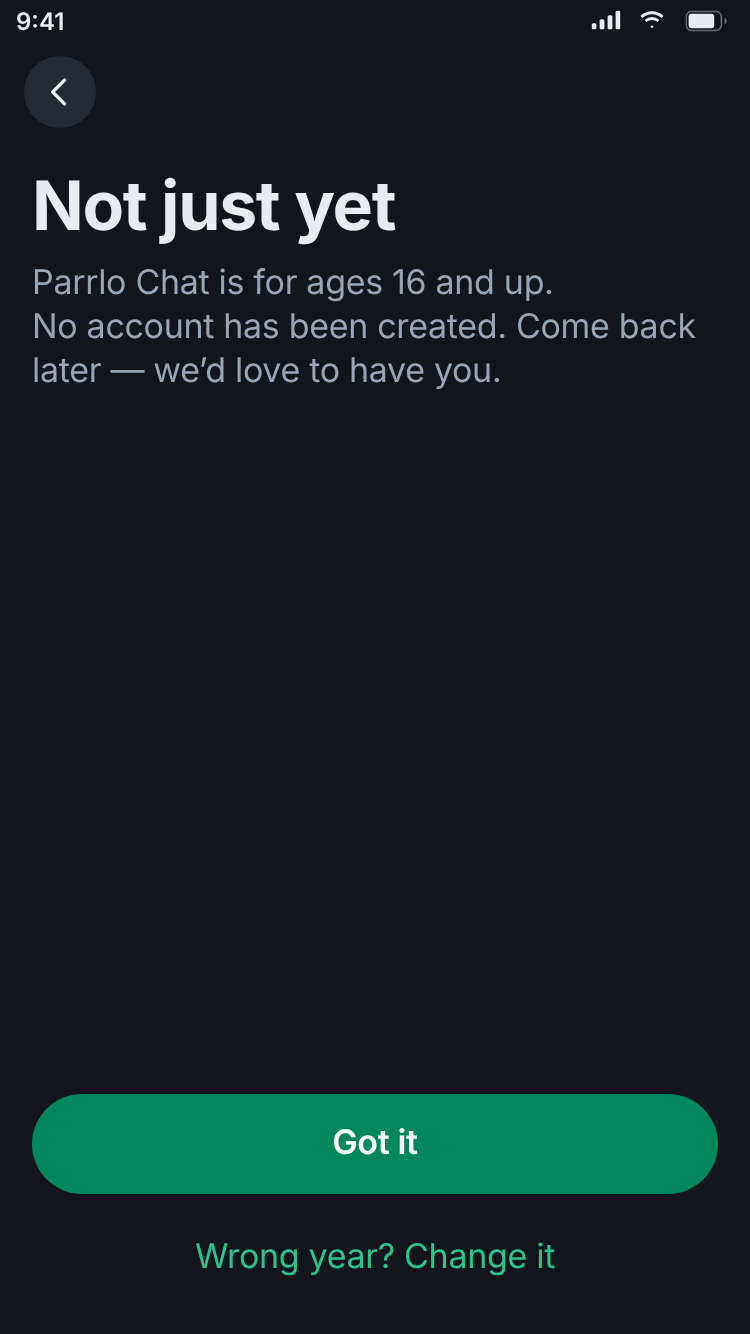 9:41
Not just yet
Parrlo Chat is for ages 16 and up.
No account has been created. Come back
later — we’d love to have you.
Got it
Wrong year? Change it